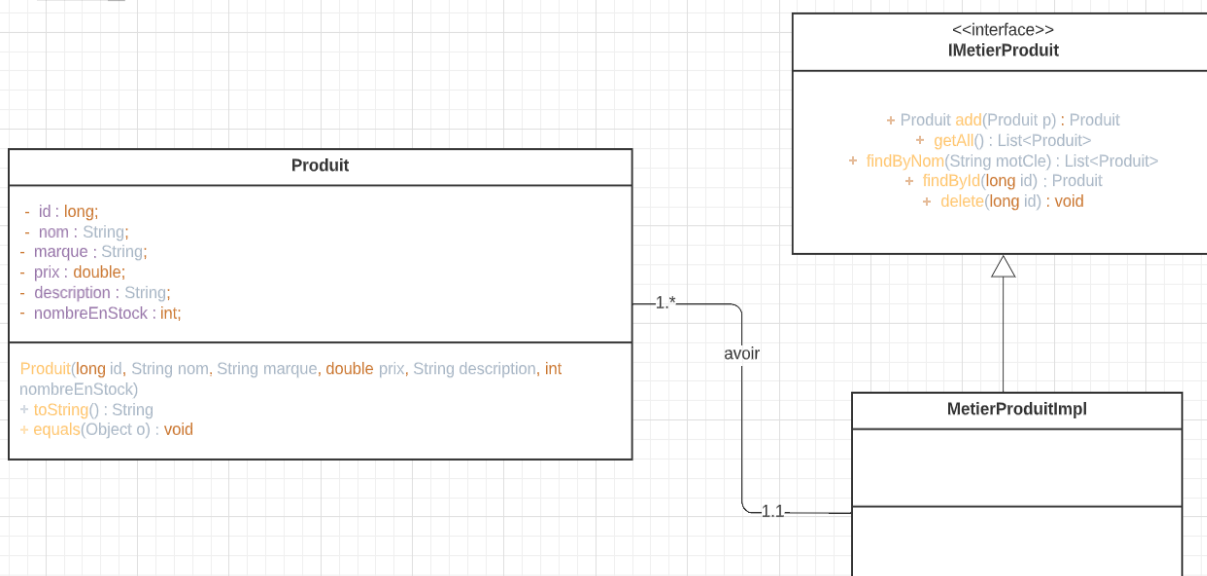 <<interface>>
IMetierProduit
+ Produit add(Produit p) : Produit
+ getAll() : List<Produit>
+ findByNom(String motCle) : List<Produit>
+ findById(long id) : Produit
+ delete(long id) : void
Produit
- id : long;
- nom : String;
- marque : String;
- prix : double;
- description : String;
- nombreEnStock : int;
Produit(long id, String nom, String marque, double prix, String description, int
nombreEnStock)
+ toString() : String
+ equals(Object o) : void
1.*
avoir
1.1
MetierProduitImpl